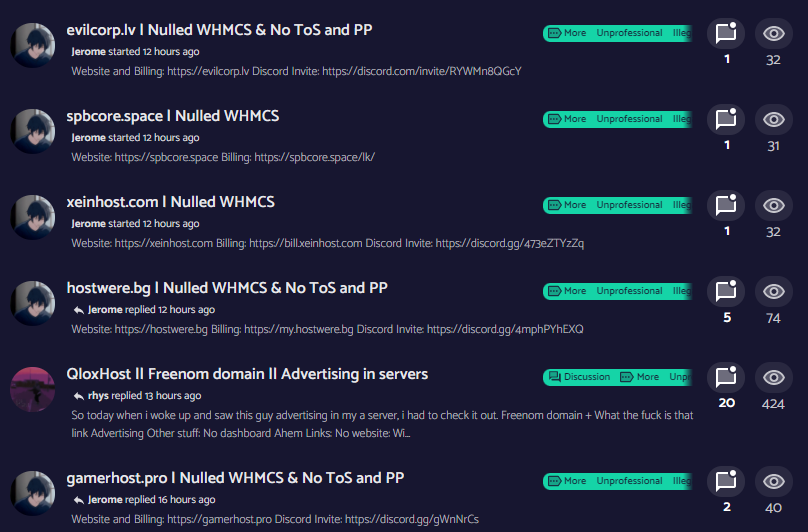 evilcorp.lv | Nulled WHMCS & No ToS and PP
More Unprofessional Illeg
Jerome started 12 hours ago
Website and Billing: https://evilcorp.lv Discord Invite: https://discord.com/invite/RYWMn8QGcY
1 32
spbcore.space | Nulled WHMCS
More Unprofessional Illeg
Jerome started 12 hours ago
Website: https://spbcore.space Billing: https://spbcore.space/lk/
1 31
xeinhost.com | Nulled WHMCS
More Unprofessional Illeg
Jerome started 12 hours ago
Website: https://xeinhost.com Billing: https://bill.xeinhost.com Discord Invite: https://discord.gg/473eZTYzZq
1 32
hostwere.bg | Nulled WHMCS & No ToS and PP
More Unprofessional Illeg
Jerome replied 12 hours ago
Website: https://hostwere.bg Billing: https://my.hostwere.bg Discord Invite: https://discord.gg/4mphPYhEXQ
5 74
QloxHost || Freenom domain || Advertising in servers
Discussion More Unpr
rhys replied 13 hours ago
So today when i woke up and saw this guy advertising in my a server, i had to check it out. Freenom domain + What the fuck is that
link Advertising Other stuff: No dashboard Ahem Links: No website: Wi...
20 424
gamerhost.pro | Nulled WHMCS & No ToS and PP
More Unprofessional Illeg
Jerome replied 16 hours ago
Website and Billing: https://gamerhost.pro Discord Invite: https://discord.gg/gWnNrCs
2 40